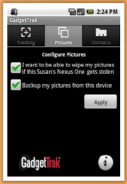 2:24 PM
Tracking
Pictures
Contacts
Configure Pictures
I want to be able to wipe my pictures
if this Susan's Nexus One gets stolen
Backup my pictures from this device
Apply
GadgetTrak
i